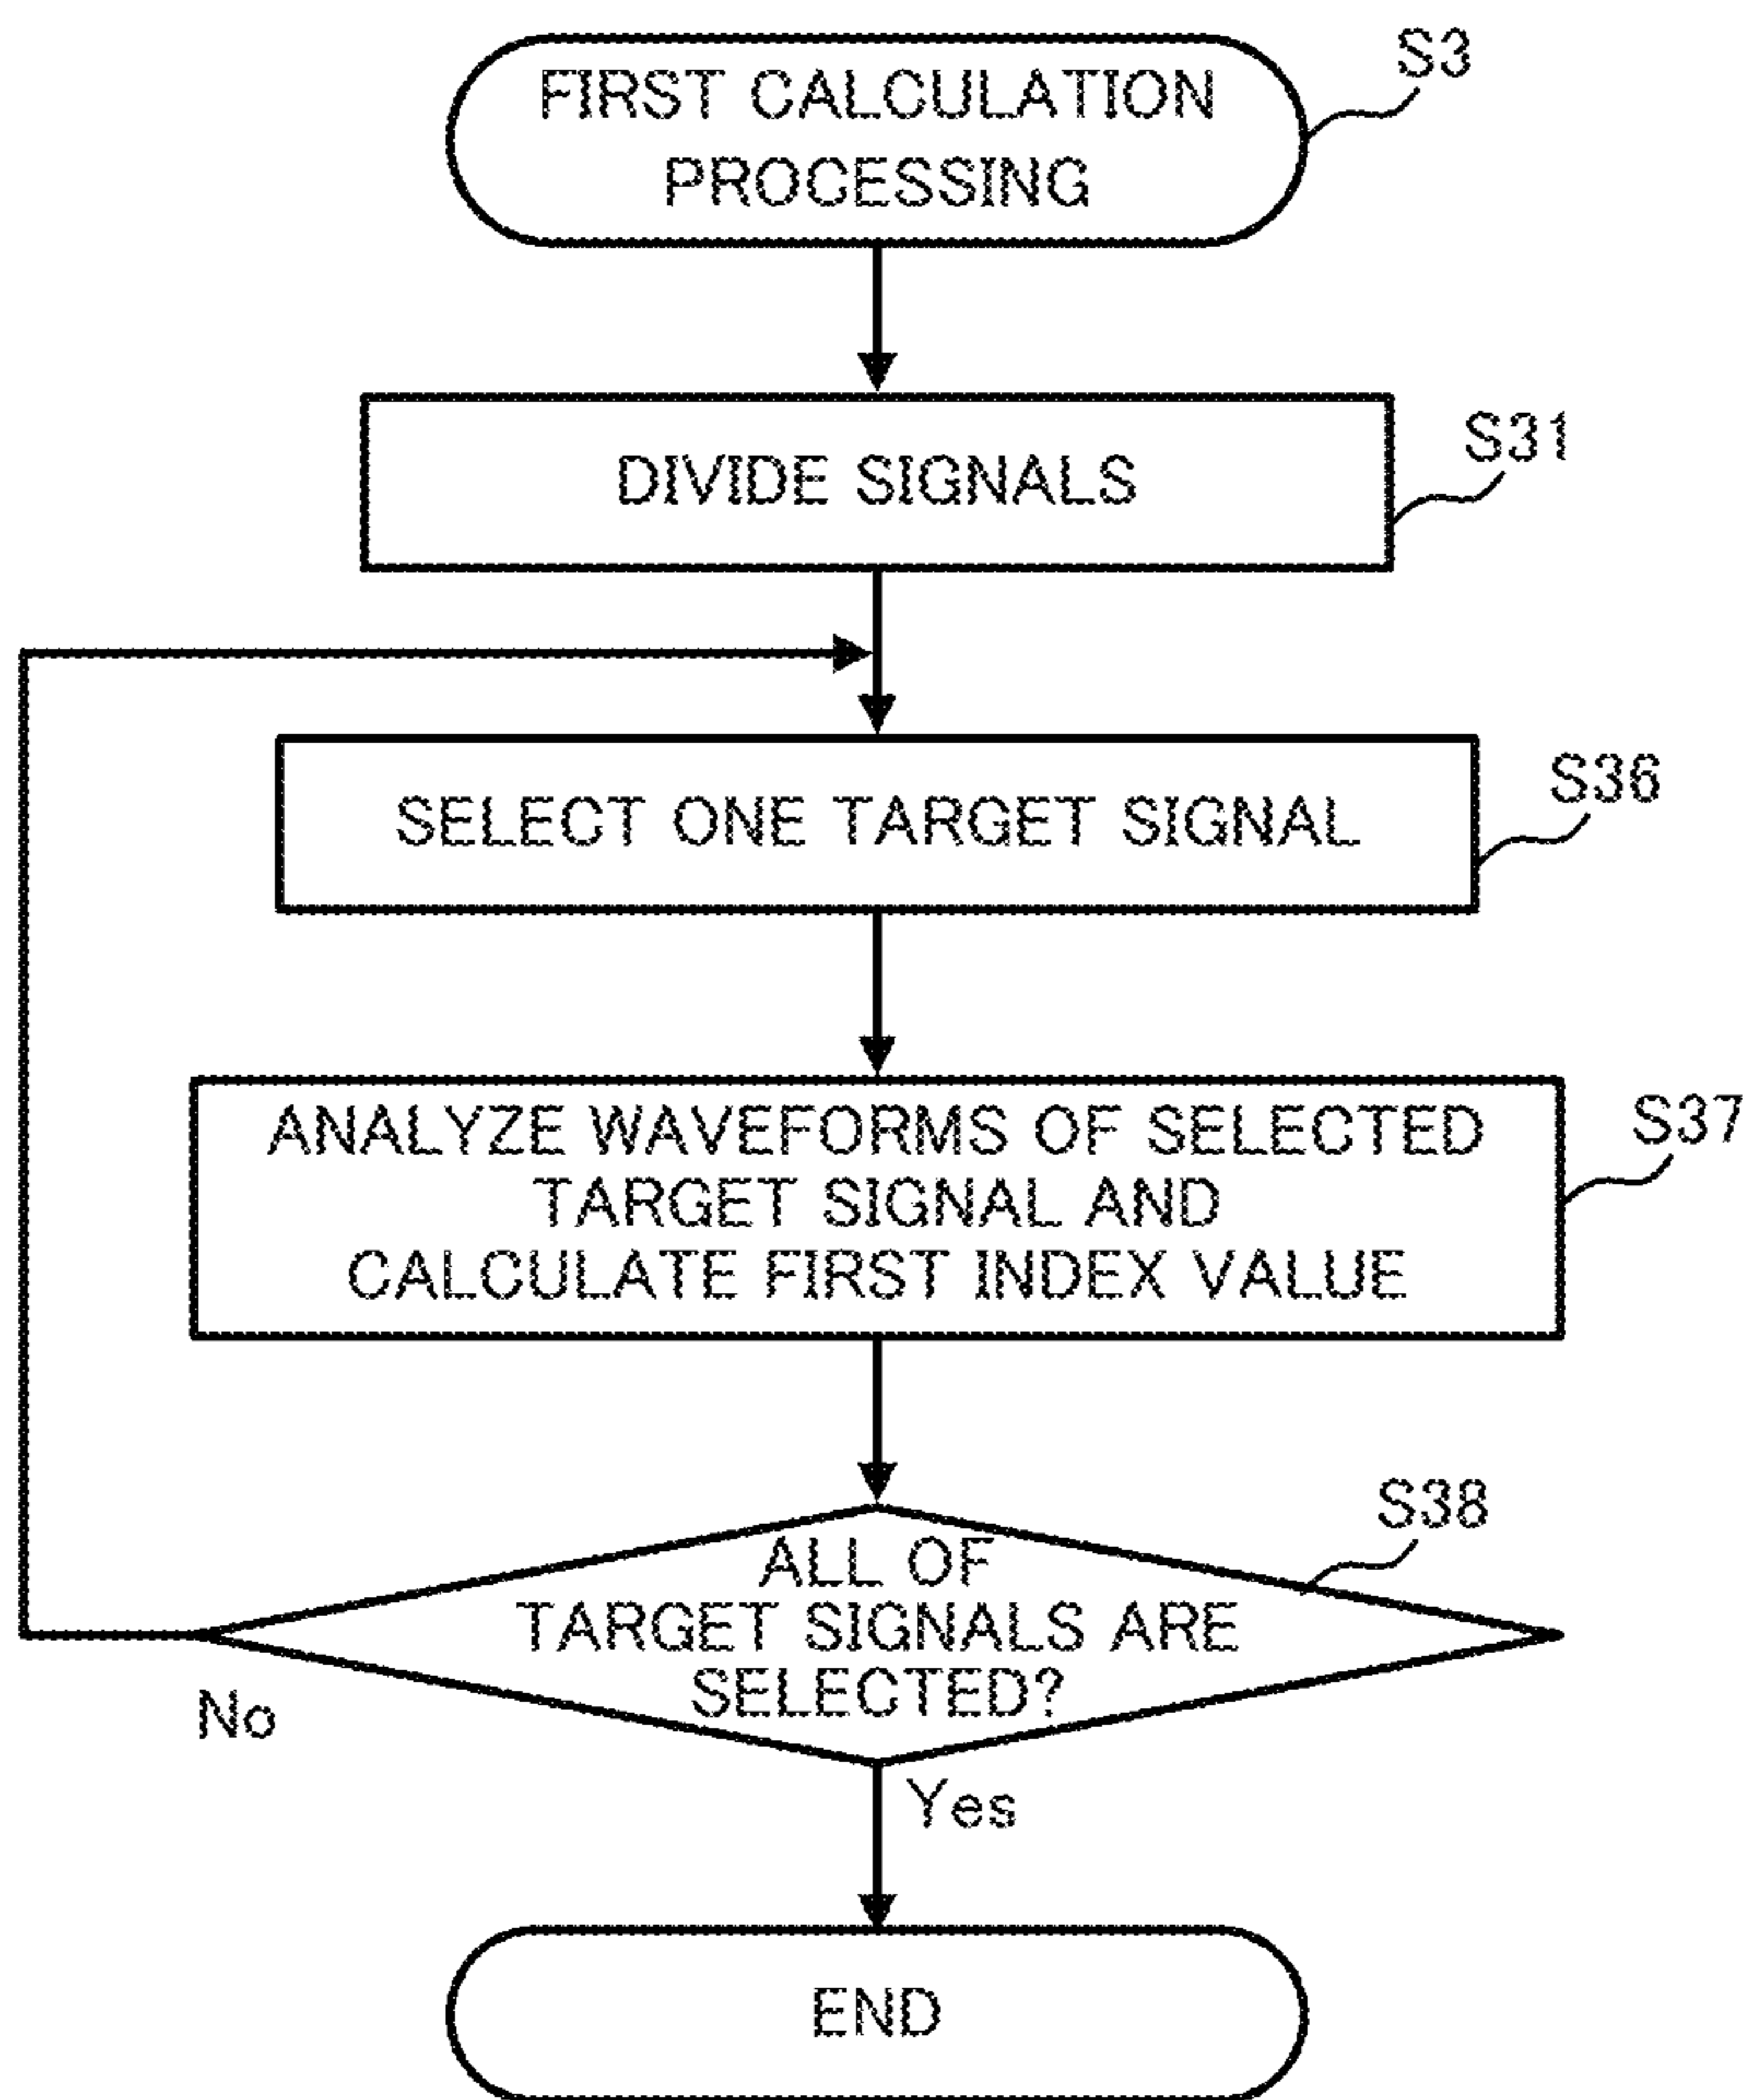 S3
FIRST CALCULATION
PROCESSING
S31
DIVIDE SIGNALS
S36
SELECT ONE TARGET SIGNAL
S37
ANALYZE WAVEFORMS OF SELECTED
TARGET SIGNAL AND
CALCULATE FIRST INDEX VALUE
S38
ALL OF
TARGET SIGNALS ARE
SELECTED?
No
Yes
END